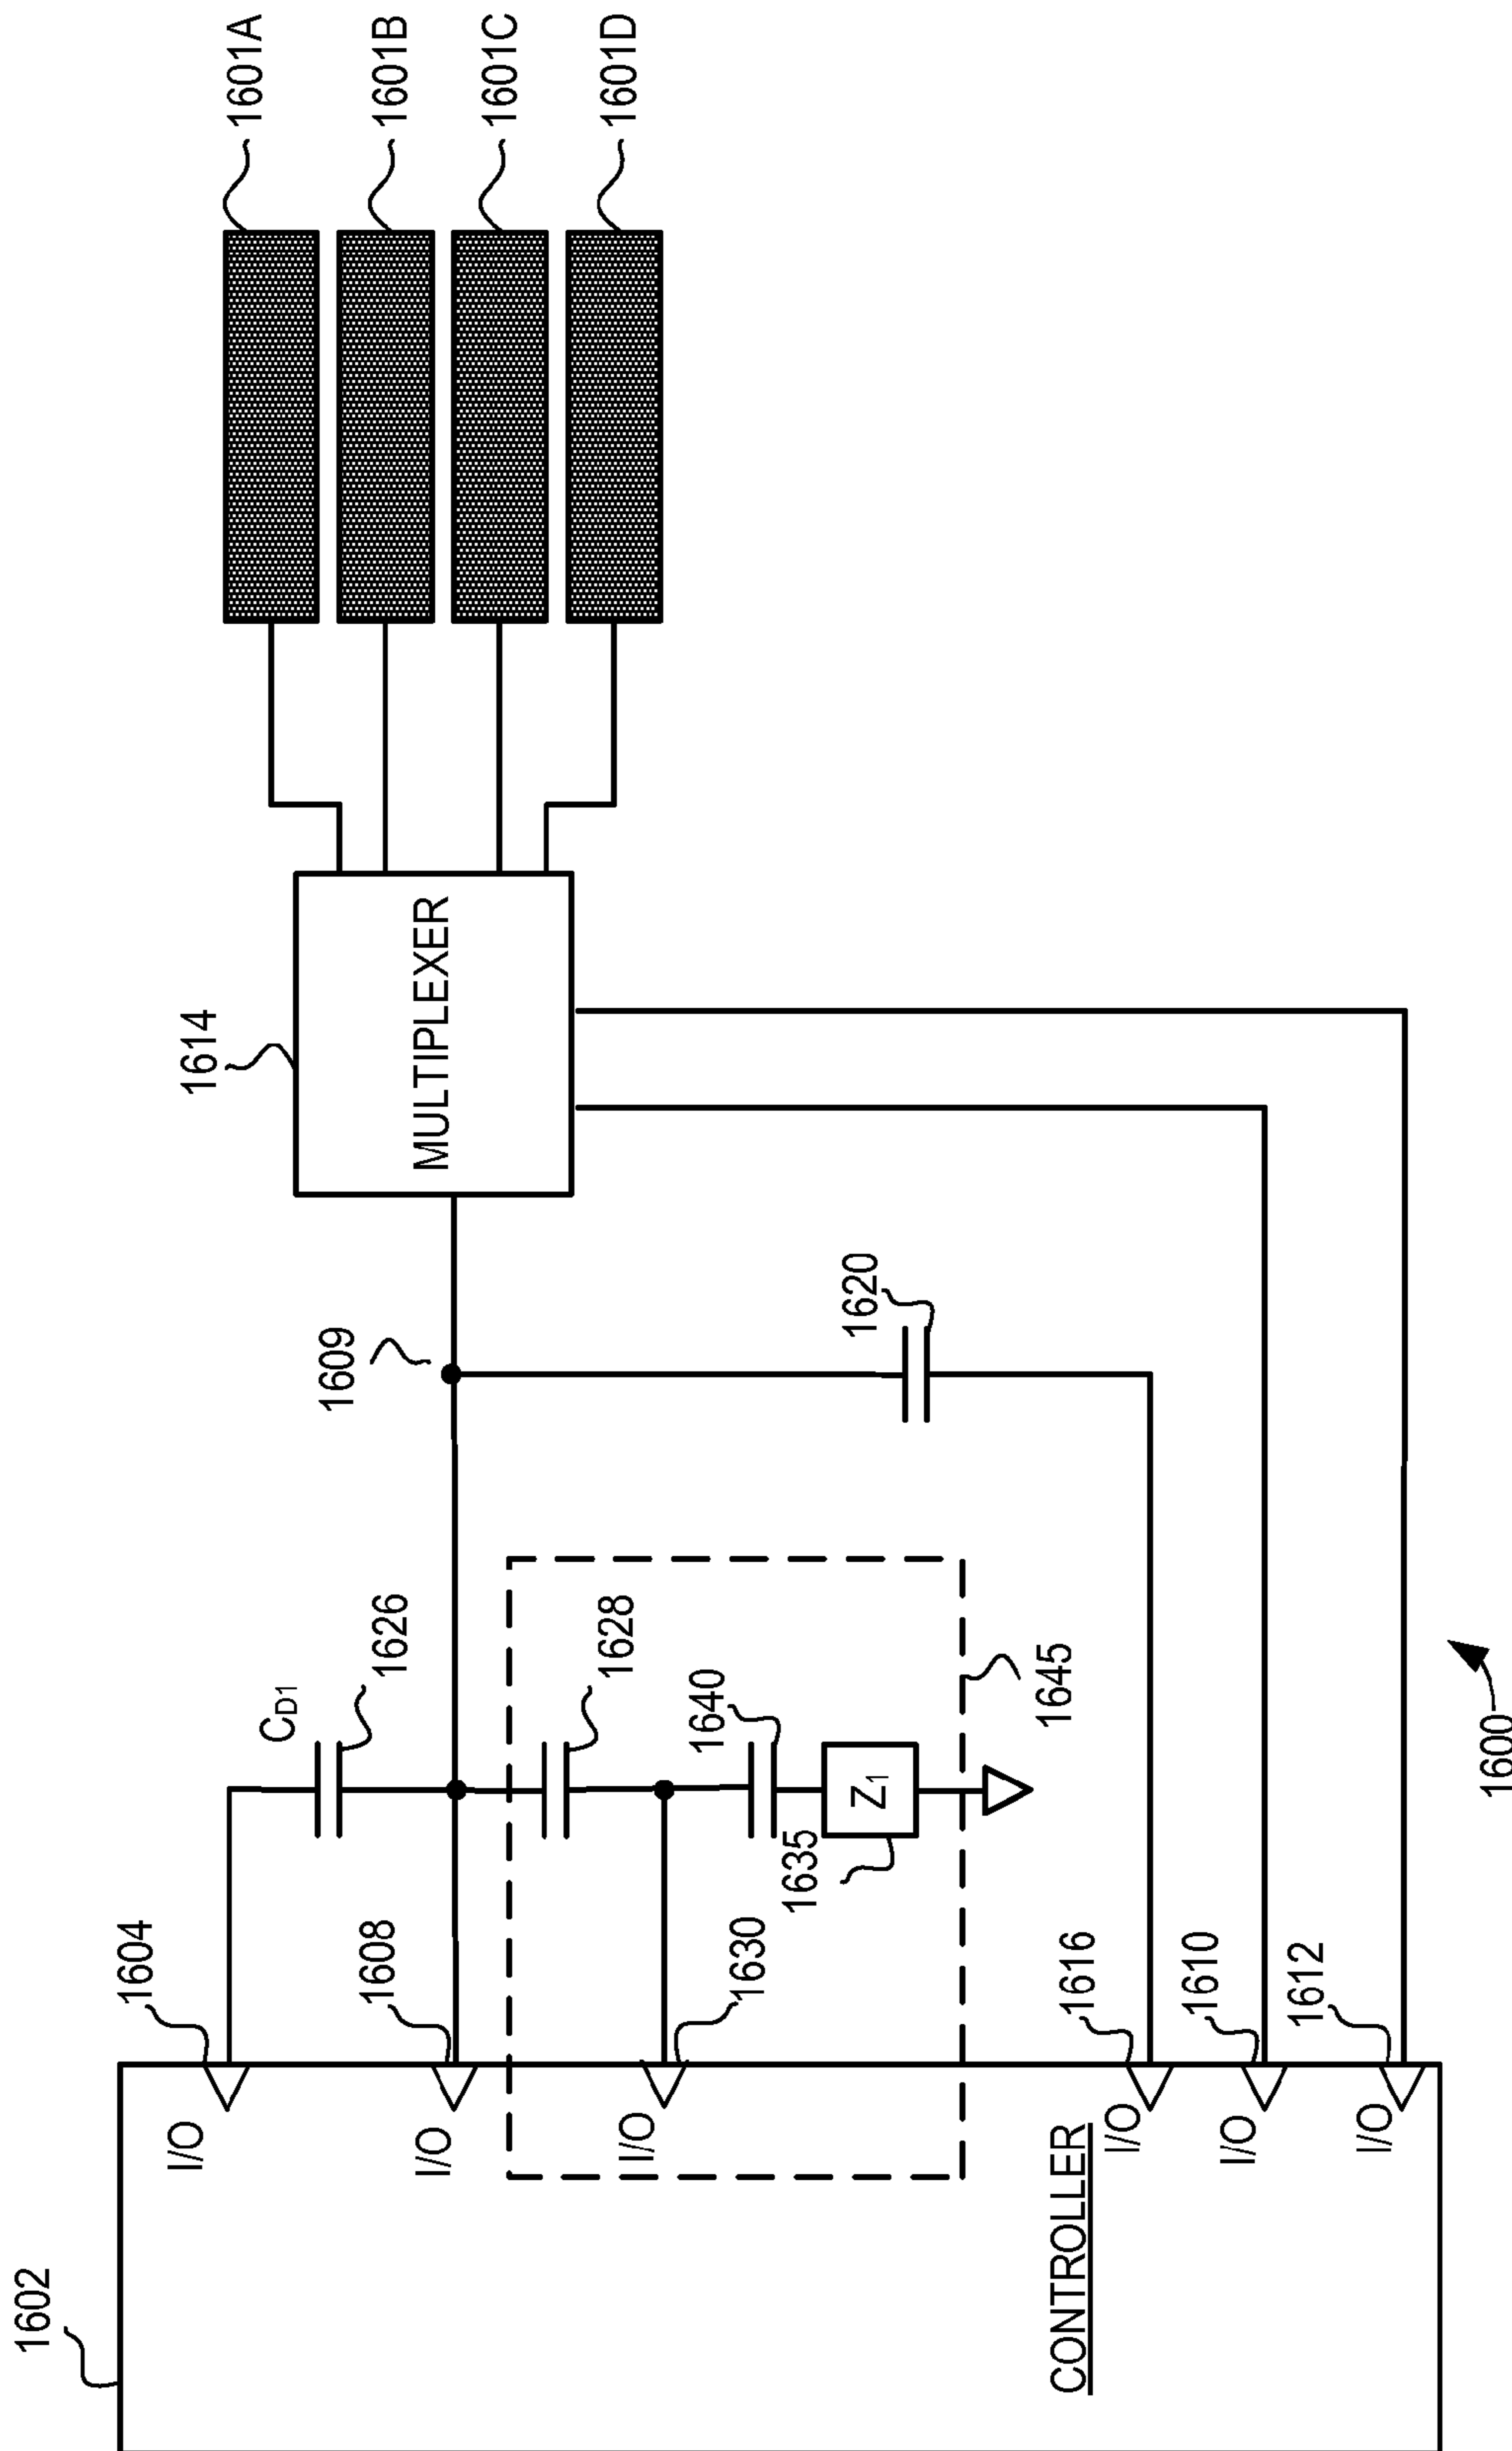 1602
1604
I/O
C_D1
1626
1608
I/O
1609
1614
MULTIPLEXER
1601A
1601B
1601C
1601D
1628
1630
I/O
1640
1635
Z₁
1645
1620
CONTROLLER
1616
I/O
1610
I/O
1612
I/O
1600